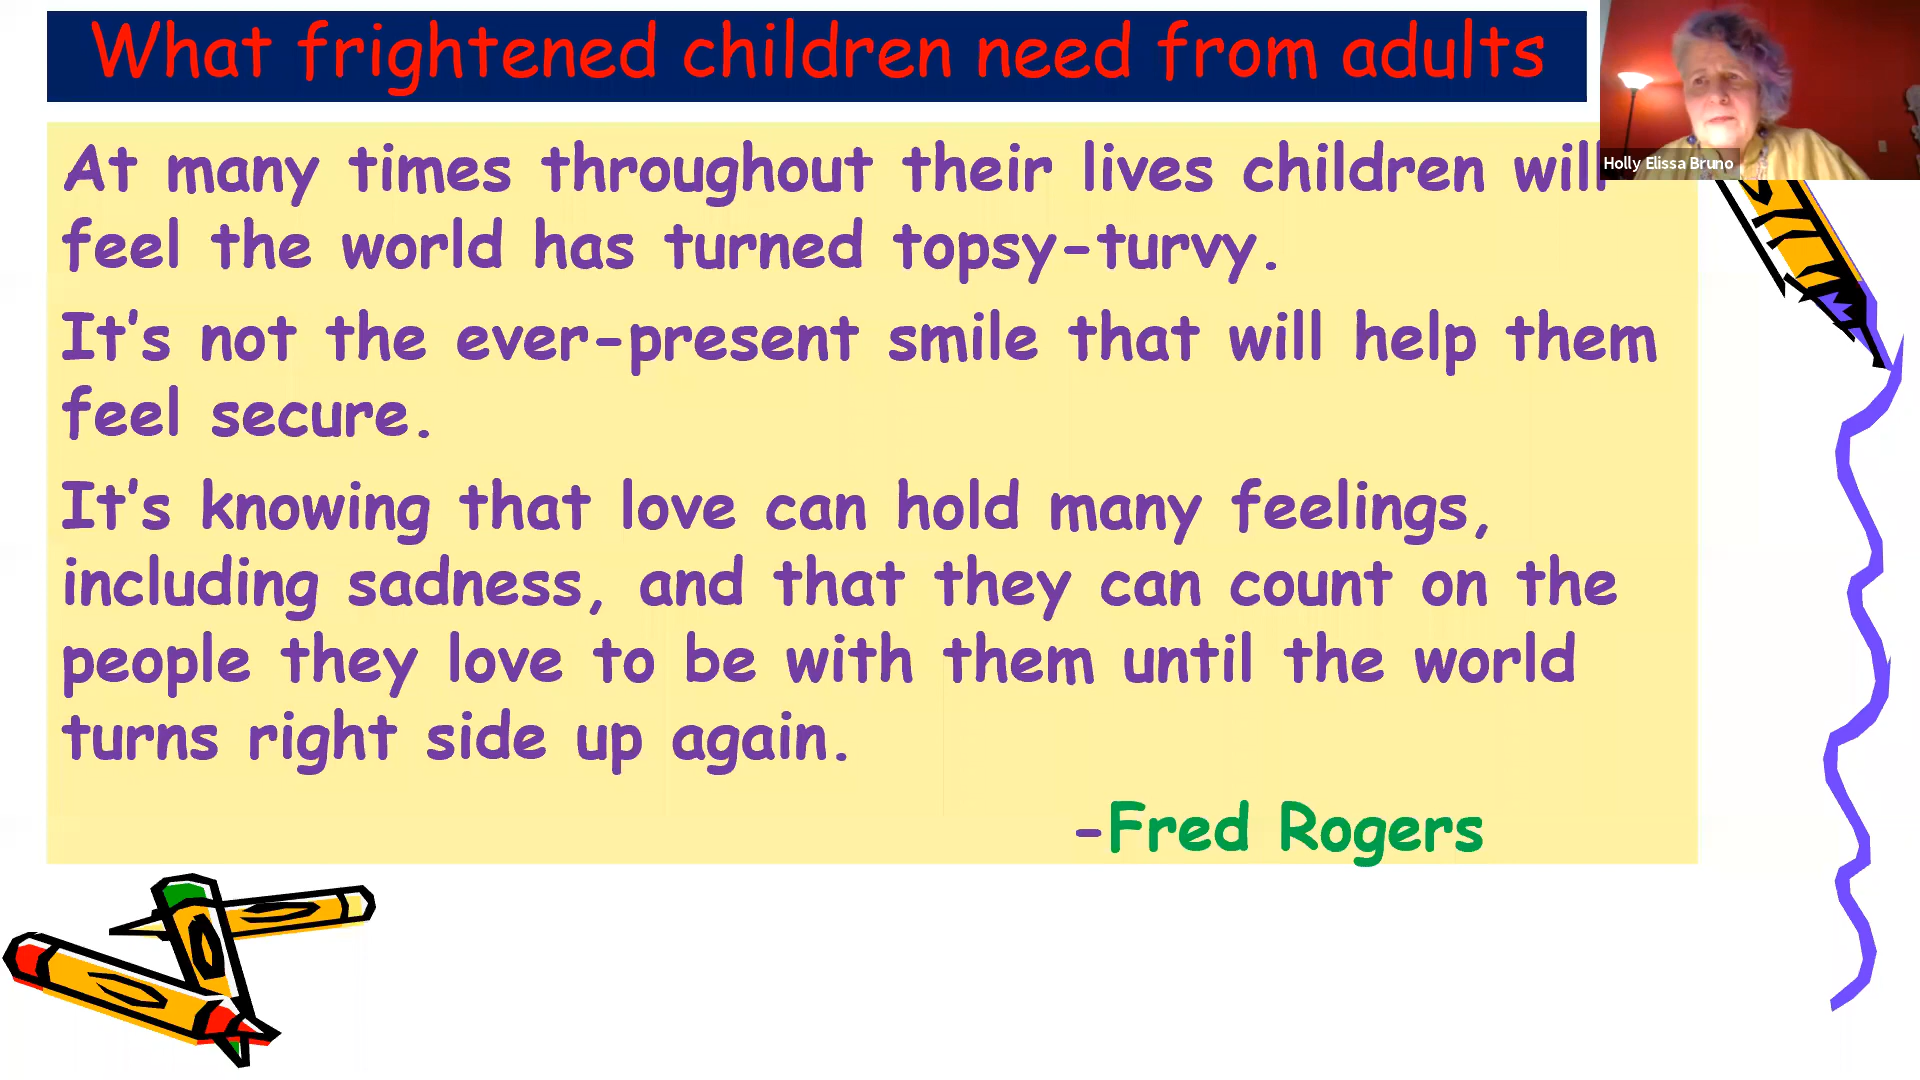 What frightened children need from adults
Holly Elissa Bruno
At many times throughout their lives children will
feel the world has turned topsy-turvy.
It's not the ever-present smile that will help them
feel secure.
It's knowing that love can hold many feelings,
including sadness, and that they can count on the
people they love to be with them until the world
turns right side up again.
-Fred Rogers